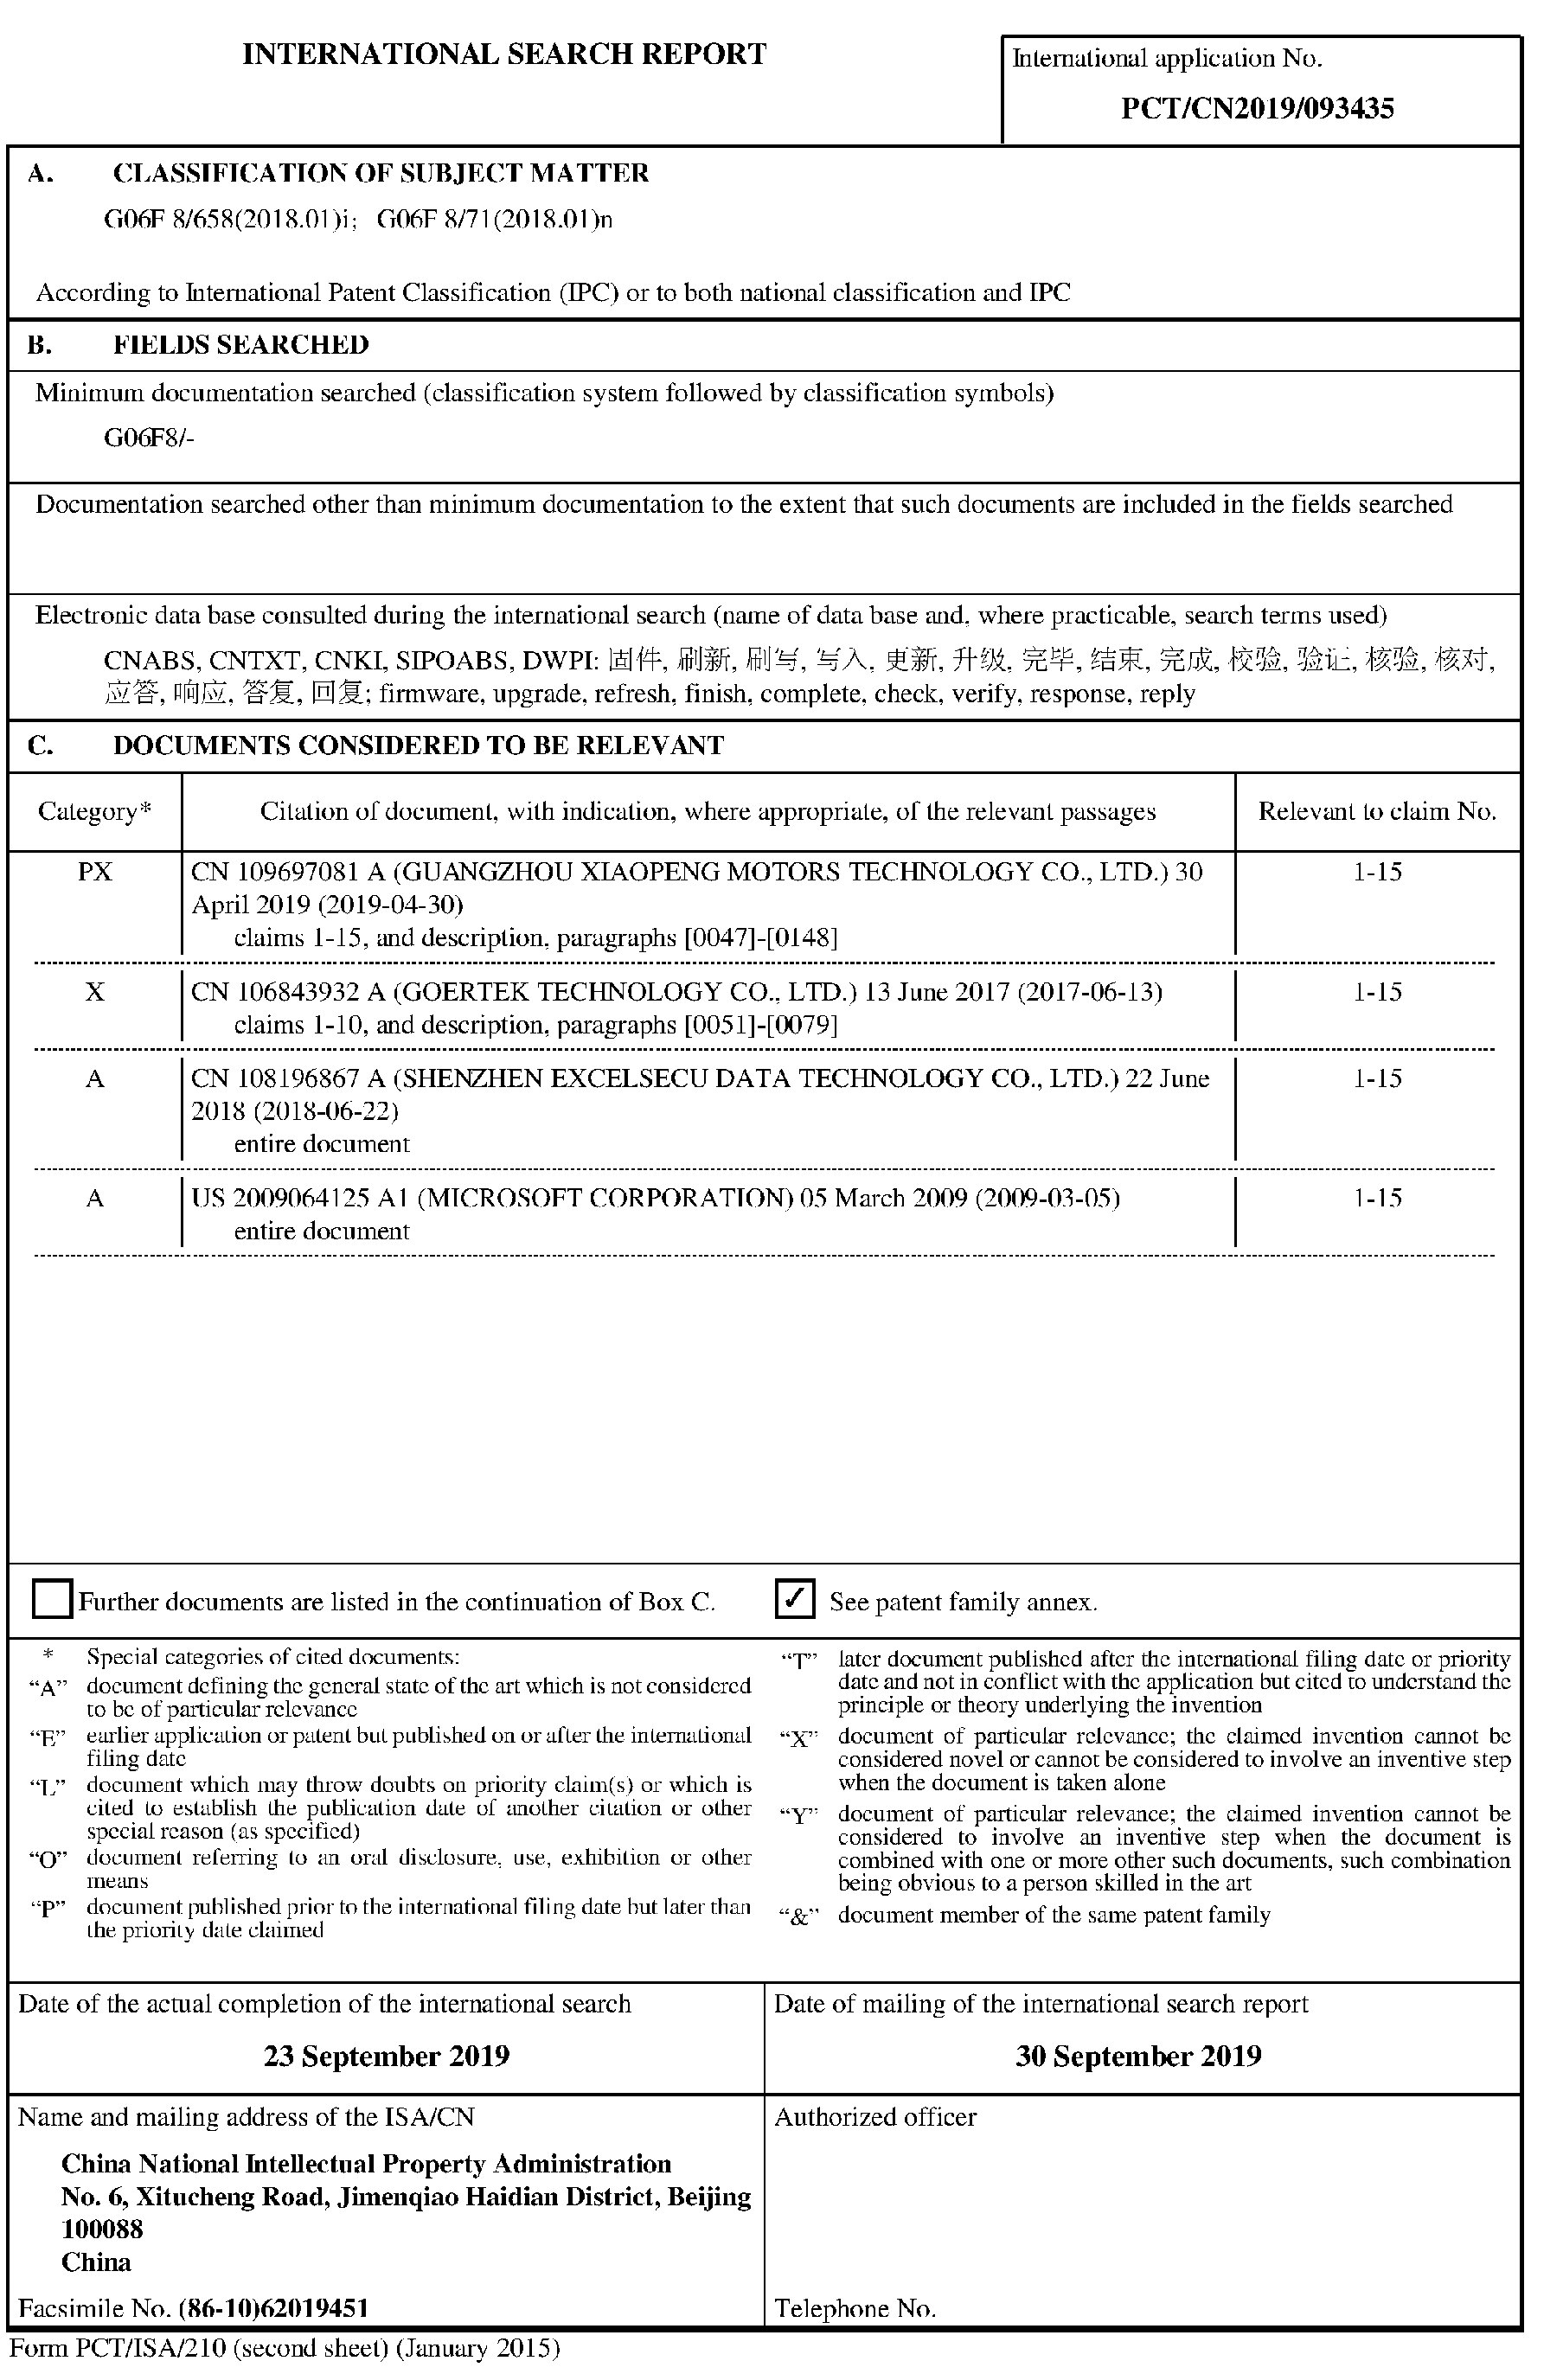 INTERNATIONAL SEARCH REPORT
International application No.
PCT/CN2019/093435
A. CLASSIFICATION OF SUBJECT MATTER
G06F 8/658(2018.01)i; G06F 8/71(2018.01)n
According to International Patent Classification (IPC) or to both national classification and IPC
B. FIELDS SEARCHED
Minimum documentation searched (classification system followed by classification symbols)
G06F8/-
Documentation searched other than minimum documentation to the extent that such documents are included in the fields searched
Electronic data base consulted during the international search (name of data base and, where practicable, search terms used)
CNABS, CNTXT, CNKI, SIPOABS, DWPI: 固件, 刷新, 刷写, 写入, 更新, 升级, 完毕, 结束, 完成, 校验, 验证, 核验, 核对,
应答, 响应, 答复, 回复; firmware, upgrade, refresh, finish, complete, check, verify, response, reply
C. DOCUMENTS CONSIDERED TO BE RELEVANT
Category* Citation of document, with indication, where appropriate, of the relevant passages Relevant to claim No.
PX CN 109697081 A (GUANGZHOU XIAOPENG MOTORS TECHNOLOGY CO., LTD.) 30 1-15
April 2019 (2019-04-30)
claims 1-15, and description, paragraphs [0047]-[0148]
X CN 106843932 A (GOERTEK TECHNOLOGY CO., LTD.) 13 June 2017 (2017-06-13) 1-15
claims 1-10, and description, paragraphs [0051]-[0079]
A CN 108196867 A (SHENZHEN EXCELSECU DATA TECHNOLOGY CO., LTD.) 22 June 1-15
2018 (2018-06-22)
entire document
A US 2009064125 A1 (MICROSOFT CORPORATION) 05 March 2009 (2009-03-05) 1-15
entire document
Further documents are listed in the continuation of Box C.
✓ See patent family annex.
* Special categories of cited documents:
“A” document defining the general state of the art which is not considered
to be of particular relevance
“E” earlier application or patent but published on or after the international
filing date
“L” document which may throw doubts on priority claim(s) or which is
cited to establish the publication date of another citation or other
special reason (as specified)
“O” document referring to an oral disclosure, use, exhibition or other
means
“P” document published prior to the international filing date but later than
the priority date claimed
“T” later document published after the international filing date or priority
date and not in conflict with the application but cited to understand the
principle or theory underlying the invention
“X” document of particular relevance; the claimed invention cannot be
considered novel or cannot be considered to involve an inventive step
when the document is taken alone
“Y” document of particular relevance; the claimed invention cannot be
considered to involve an inventive step when the document is
combined with one or more other such documents, such combination
being obvious to a person skilled in the art
“&” document member of the same patent family
Date of the actual completion of the international search
23 September 2019
Date of mailing of the international search report
30 September 2019
Name and mailing address of the ISA/CN
China National Intellectual Property Administration
No. 6, Xitucheng Road, Jimenqiao Haidian District, Beijing
100088
China
Facsimile No. (86-10)62019451
Authorized officer
Telephone No.
Form PCT/ISA/210 (second sheet) (January 2015)